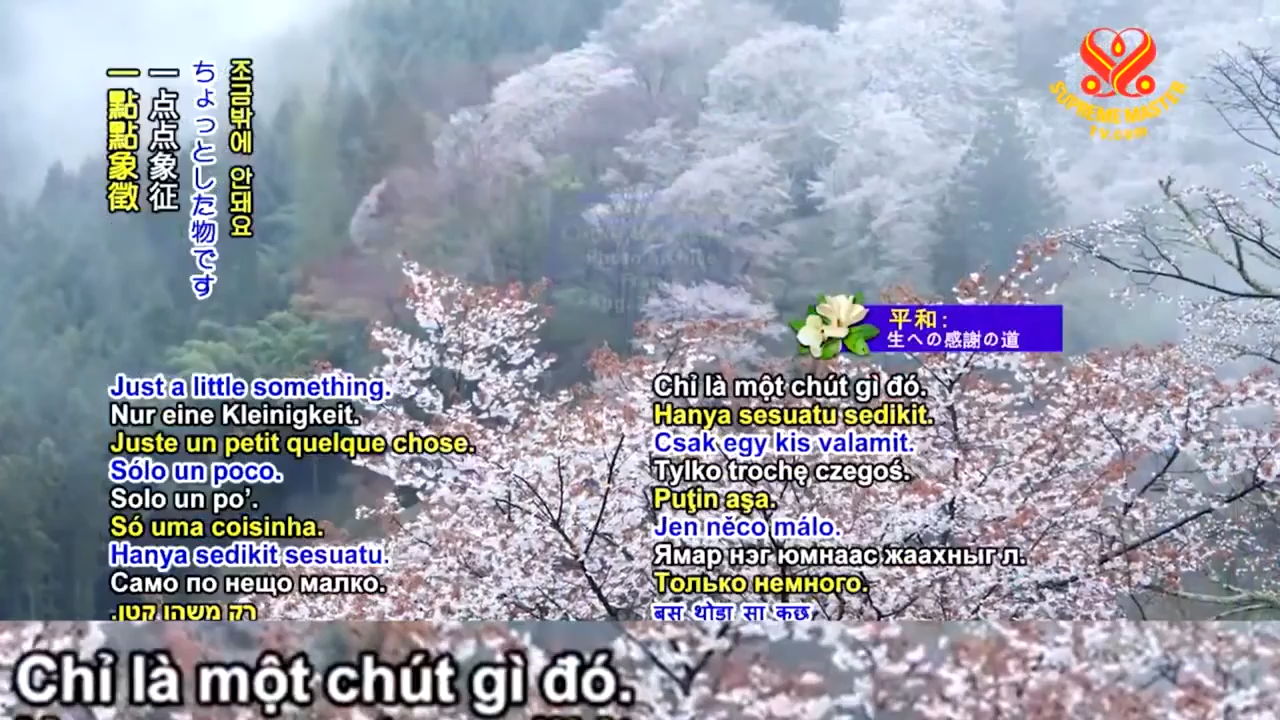 一點點象徵
一点点象征
ちょっとした物です
조금밖에 안돼요
SUPREME MASTER
TV.com
平和:
生への感謝の道
Just a little something.
Nur eine Kleinigkeit.
Juste un petit quelque chose.
Sólo un poco.
Solo un po’.
Só uma coisinha.
Hanya sedikit sesuatu.
Само по нещо малко.
רק משהו קטן.
Chỉ là một chút gì đó.
Hanya sesuatu sedikit.
Csak egy kis valamit.
Tylko trochę czegoś.
Puţin aşa.
Jen něco málo.
Ямар нэг юмнаас жаахныг л.
Только немного.
बस थोडा सा कुछ
Chỉ là một chút gì đó.